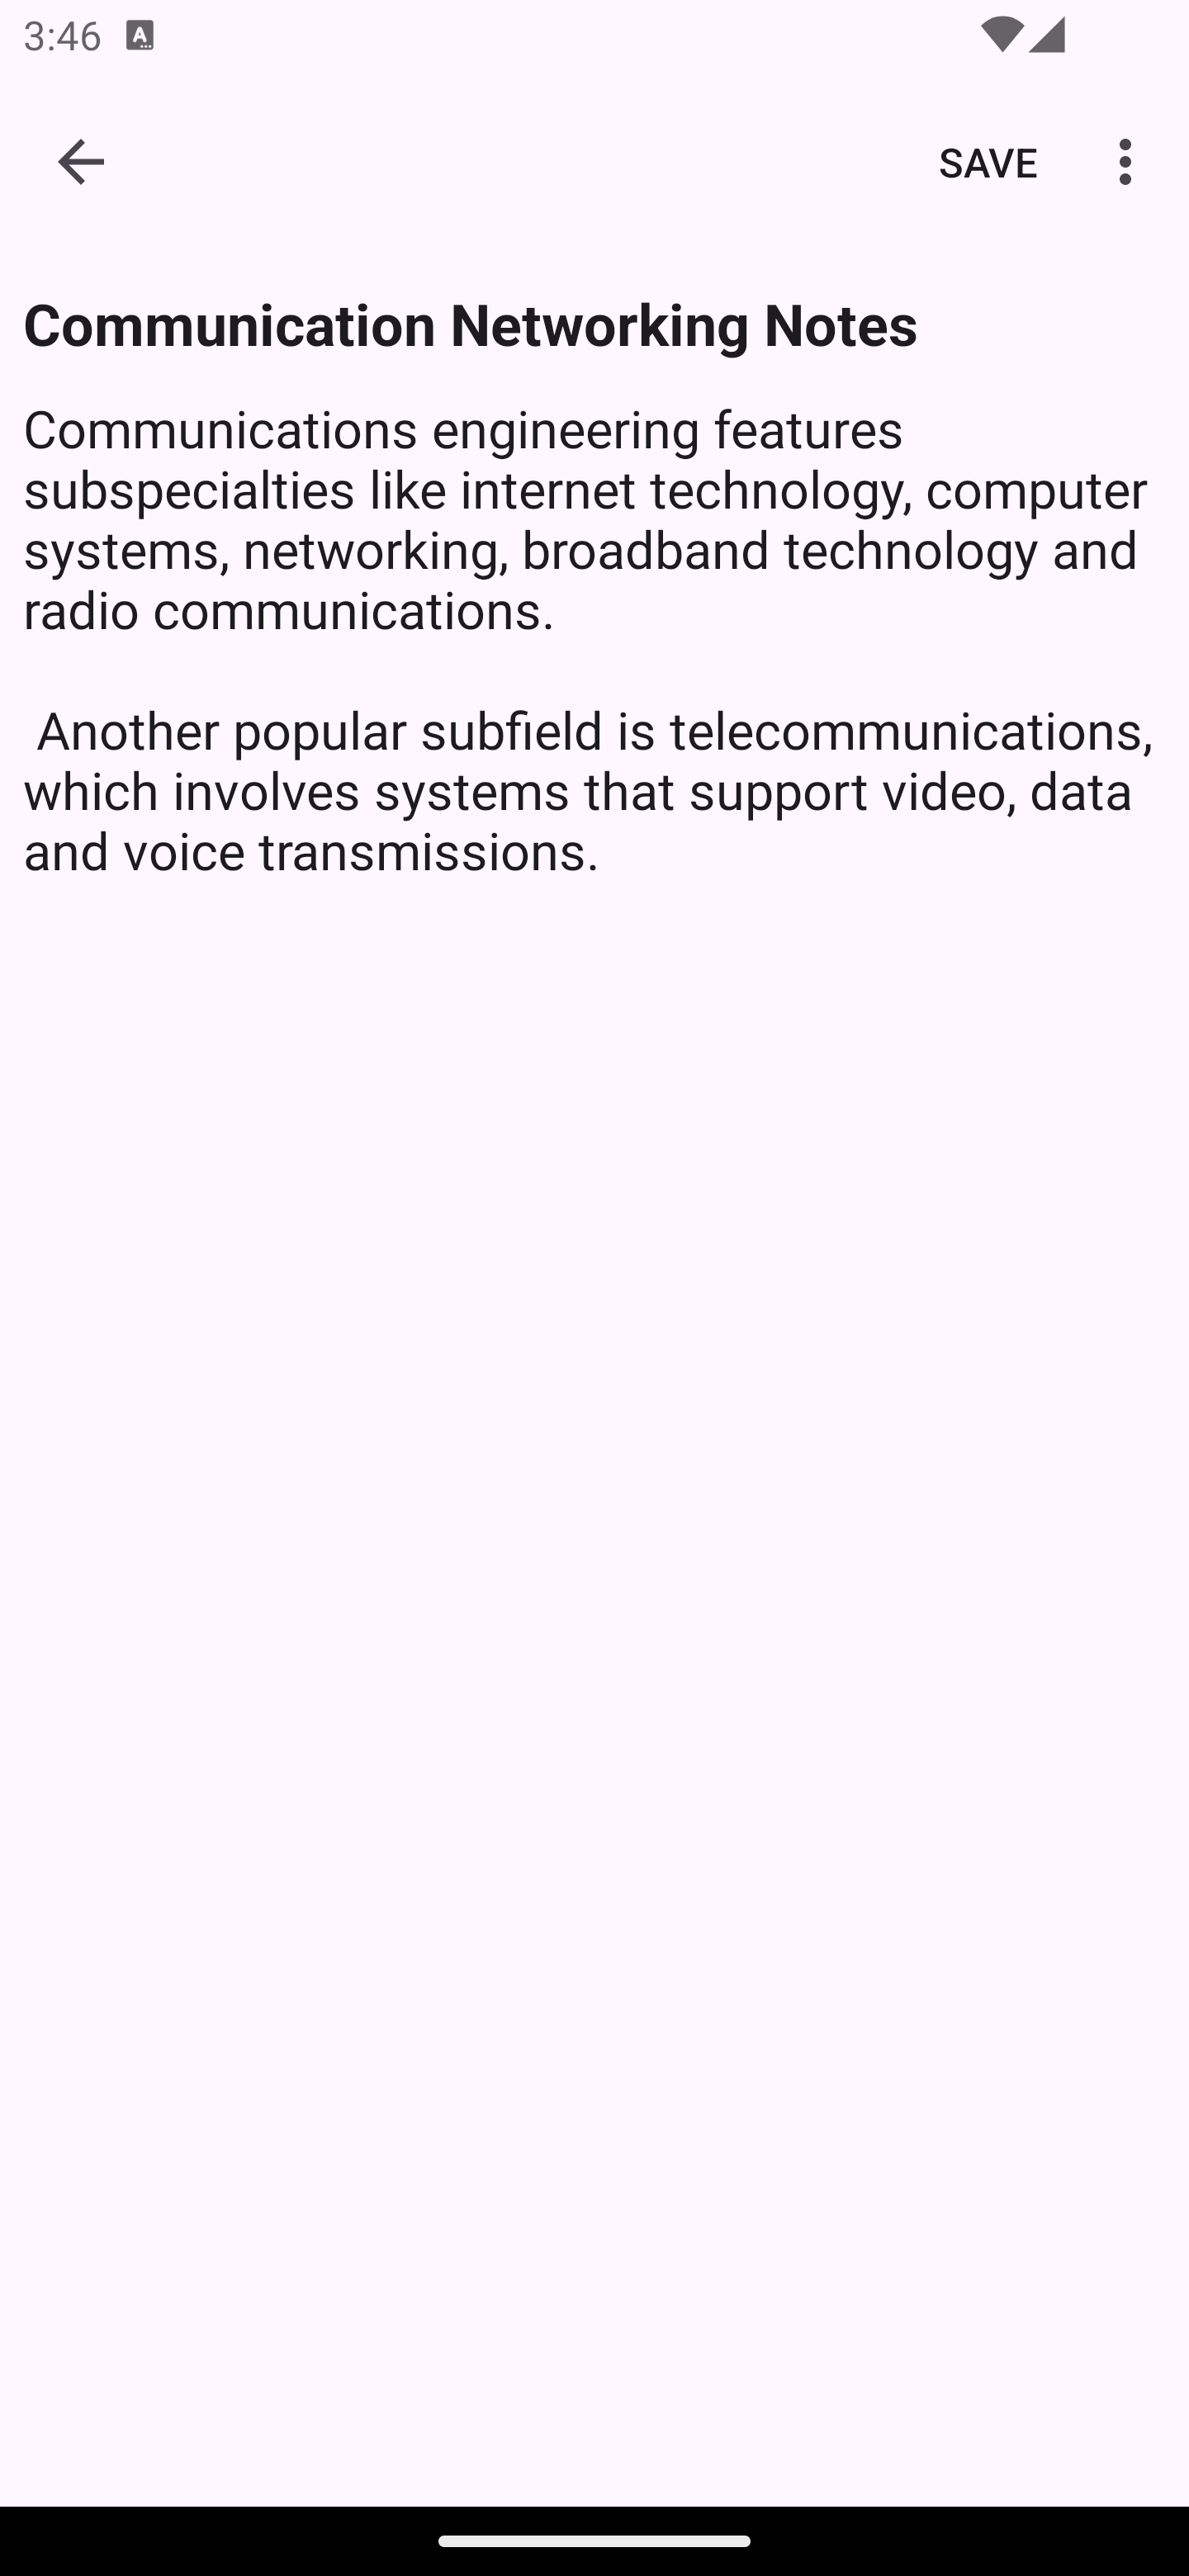 3:46
SAVE
Communication Networking Notes
Communications engineering features
subspecialties like internet technology, computer
systems, networking, broadband technology and
radio communications.
Another popular subfield is telecommunications,
which involves systems that support video, data
and voice transmissions.